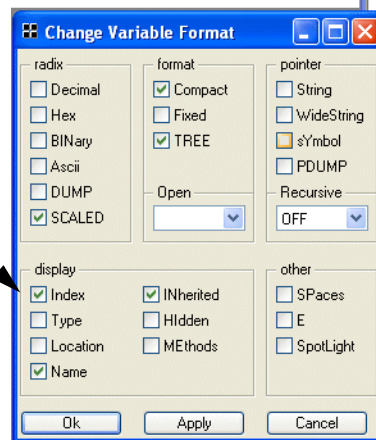 Change Variable Format
radix
Decimal
Hex
BINary
Ascii
DUMP
SCALED
format
Compact
Fixed
TREE
Open
pointer
String
WideString
sYmbol
PDUMP
Recursive
OFF
display
Index
Type
Location
Name
INherited
HIdden
MEthods
other
SPaces
E
SpotLight
Ok
Apply
Cancel